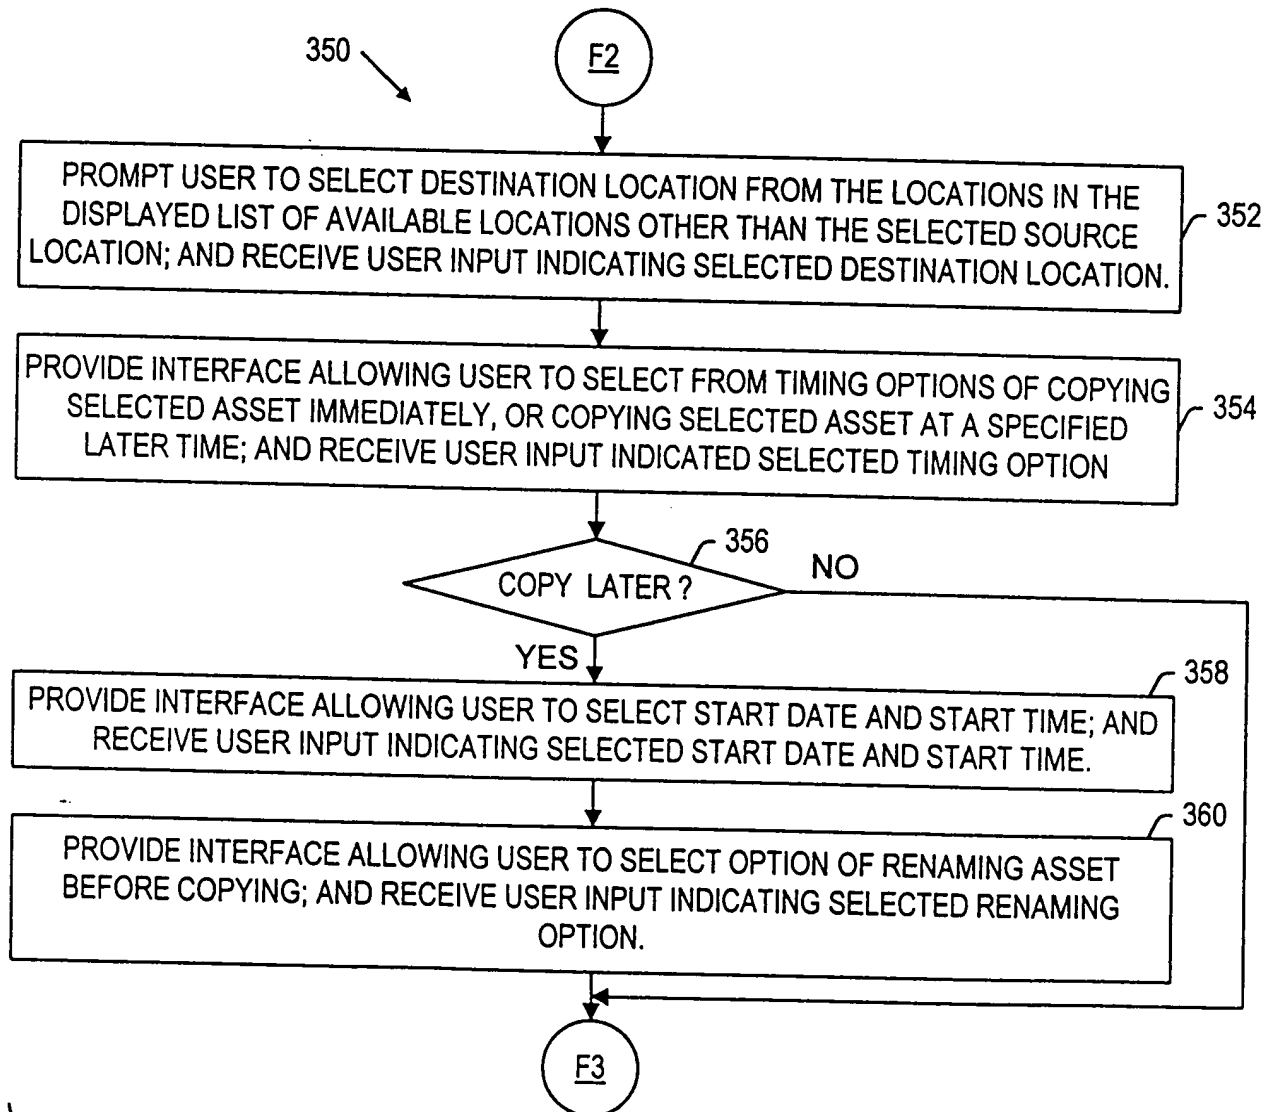 F2
350
PROMPT USER TO SELECT DESTINATION LOCATION FROM THE LOCATIONS IN THE
DISPLAYED LIST OF AVAILABLE LOCATIONS OTHER THAN THE SELECTED SOURCE
LOCATION; AND RECEIVE USER INPUT INDICATING SELECTED DESTINATION LOCATION.
352
PROVIDE INTERFACE ALLOWING USER TO SELECT FROM TIMING OPTIONS OF COPYING
SELECTED ASSET IMMEDIATELY, OR COPYING SELECTED ASSET AT A SPECIFIED
LATER TIME; AND RECEIVE USER INPUT INDICATED SELECTED TIMING OPTION
354
356
COPY LATER?
NO
YES
358
PROVIDE INTERFACE ALLOWING USER TO SELECT START DATE AND START TIME; AND
RECEIVE USER INPUT INDICATING SELECTED START DATE AND START TIME.
360
PROVIDE INTERFACE ALLOWING USER TO SELECT OPTION OF RENAMING ASSET
BEFORE COPYING; AND RECEIVE USER INPUT INDICATING SELECTED RENAMING
OPTION.
F3